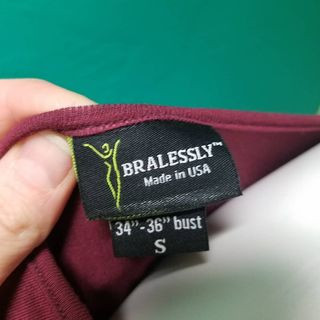 BRALESSLY™
Made in USA
34"-36" bust
S